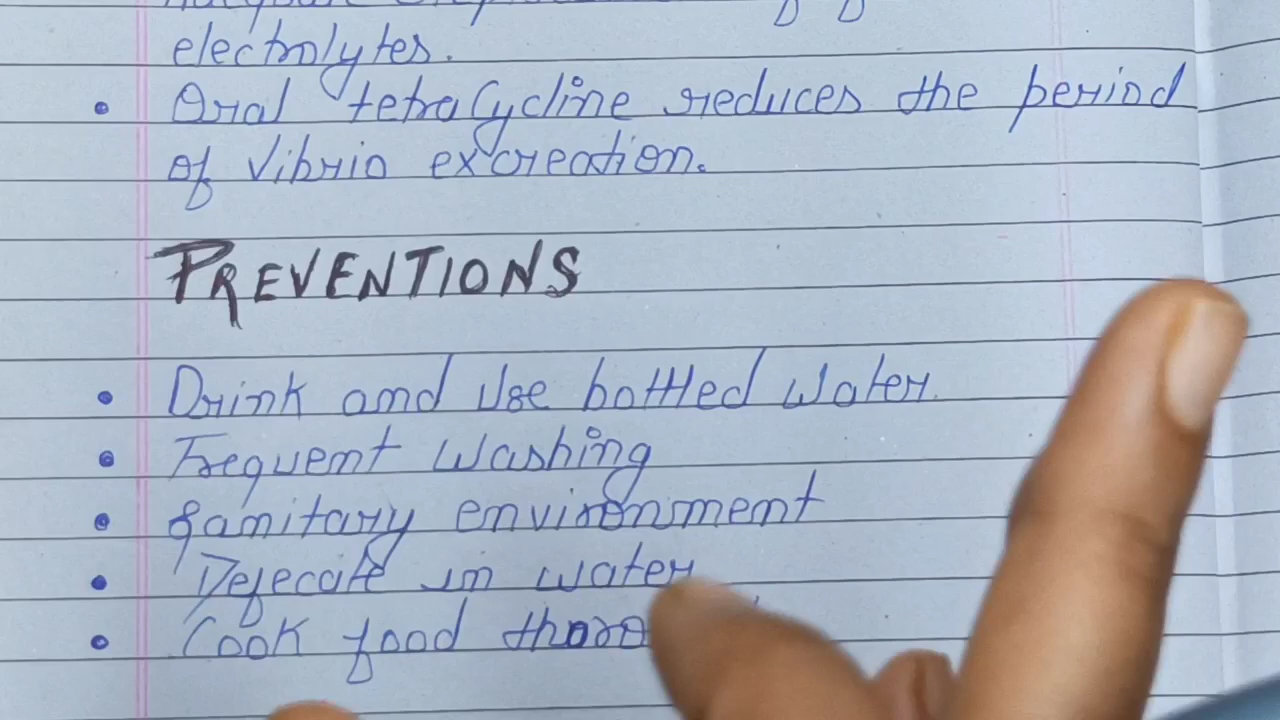 electrolytes.
• Oral tetracycline reduces the period
of Vibrio excreation.
PREVENTIONS
• Drink and Use bottled Water.
• Frequent Washing
• Sanitary environment
• Defecate in water
• Cook food